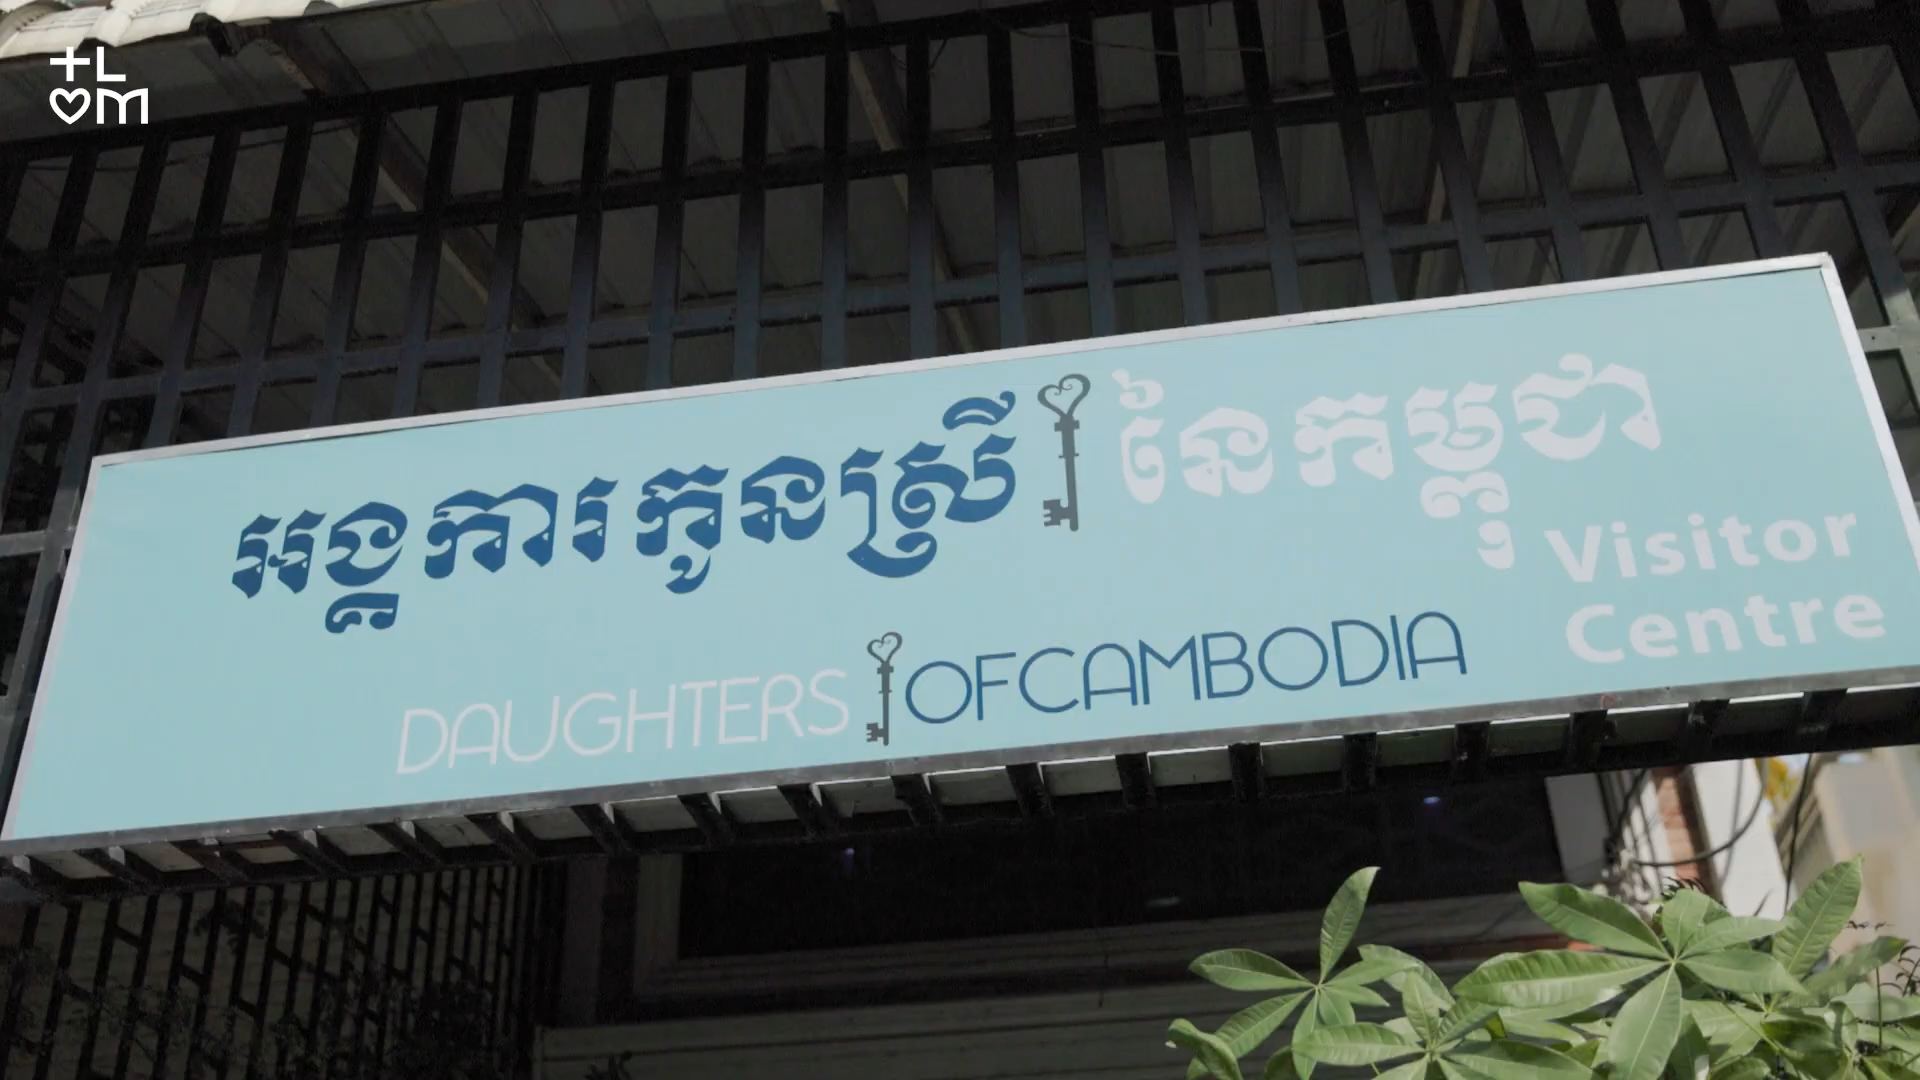 +L
♡m
អង្គការកូនស្រី នៃកម្ពុជា
DAUGHTERS OFCAMBODIA
Visitor
Centre